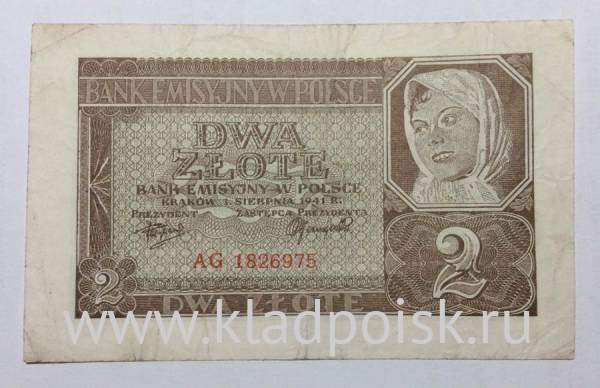 BANK EMISYJNY W POLSCE
DWA
ZŁOTE
BANK EMISYJNY W POLSCE
KRAKÓW 1. SIERPNIA 1941 R.
PREZYDENT ZASTĘPCA PREZYDENTA
AG 1826975
2
2
DWA ZŁOTE
www.kladpoisk.ru